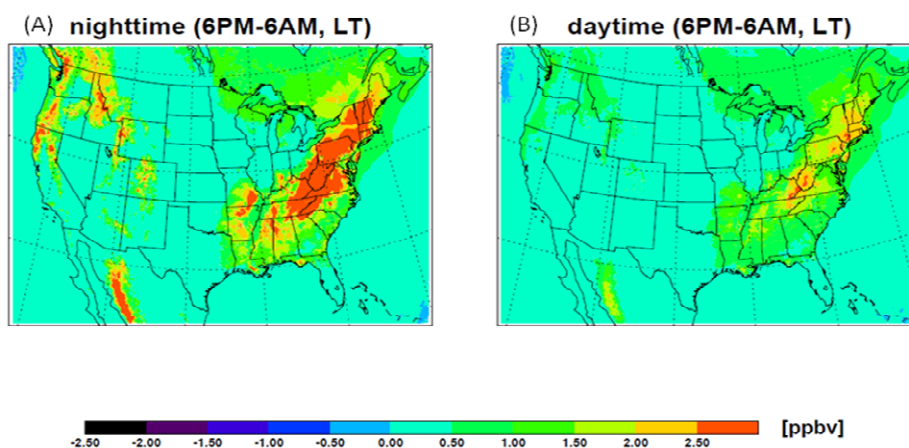 (A) nighttime (6PM-6AM, LT)
(B) daytime (6PM-6AM, LT)
-2.50 -2.00 -1.50 -1.00 -0.50 0.00 0.50 1.00 1.50 2.00 2.50
[ppbv]